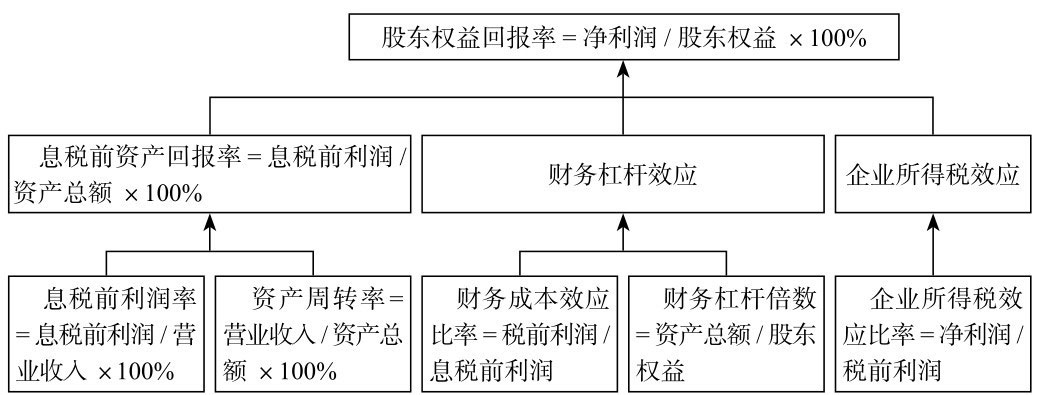 股东权益回报率=净利润/股东权益 ×100%
息税前资产回报率=息税前利润/
资产总额 ×100%
财务杠杆效应
企业所得税效应
息税前利润率
=息税前利润/营
业收入 ×100%
资产周转率=
营业收入/资产总
额 ×100%
财务成本效应
比率=税前利润/
息税前利润
财务杠杆倍数
=资产总额/股东
权益
企业所得税效
应比率=净利润/
税前利润